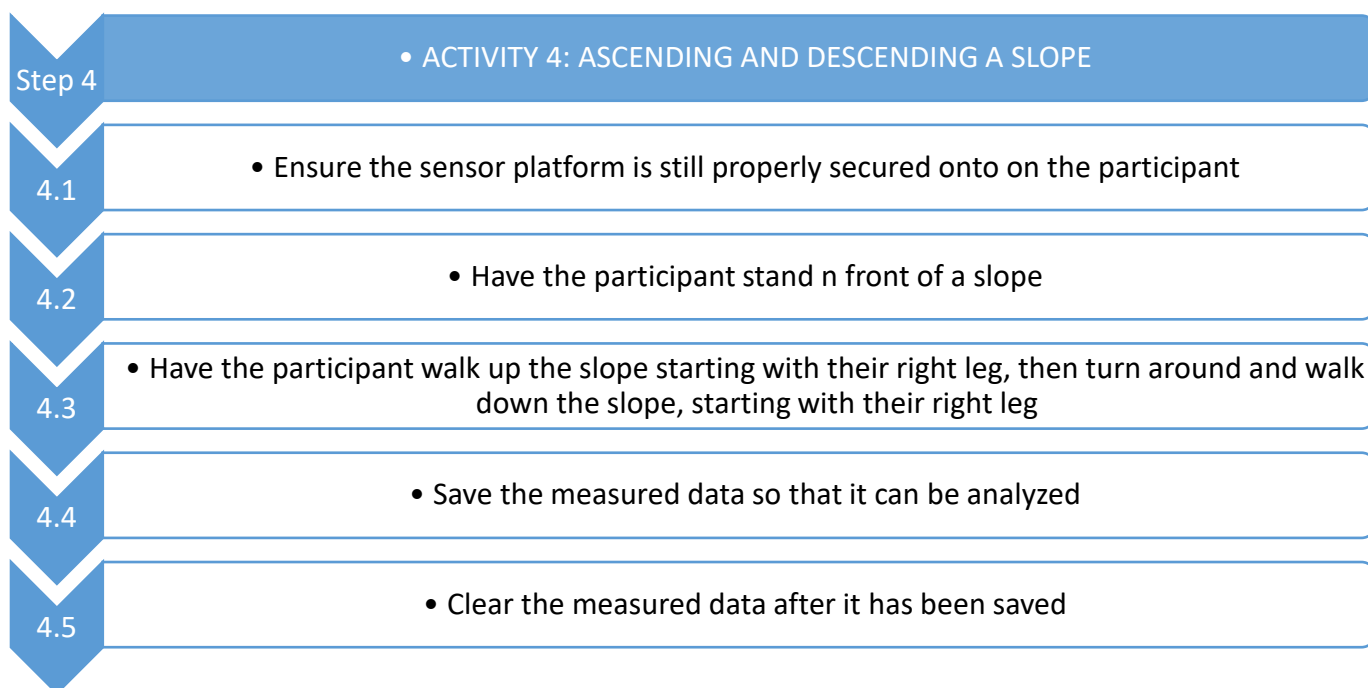 Step 4
• ACTIVITY 4: ASCENDING AND DESCENDING A SLOPE
4.1
• Ensure the sensor platform is still properly secured onto on the participant
4.2
• Have the participant stand n front of a slope
4.3
• Have the participant walk up the slope starting with their right leg, then turn around and walk
down the slope, starting with their right leg
4.4
• Save the measured data so that it can be analyzed
4.5
• Clear the measured data after it has been saved